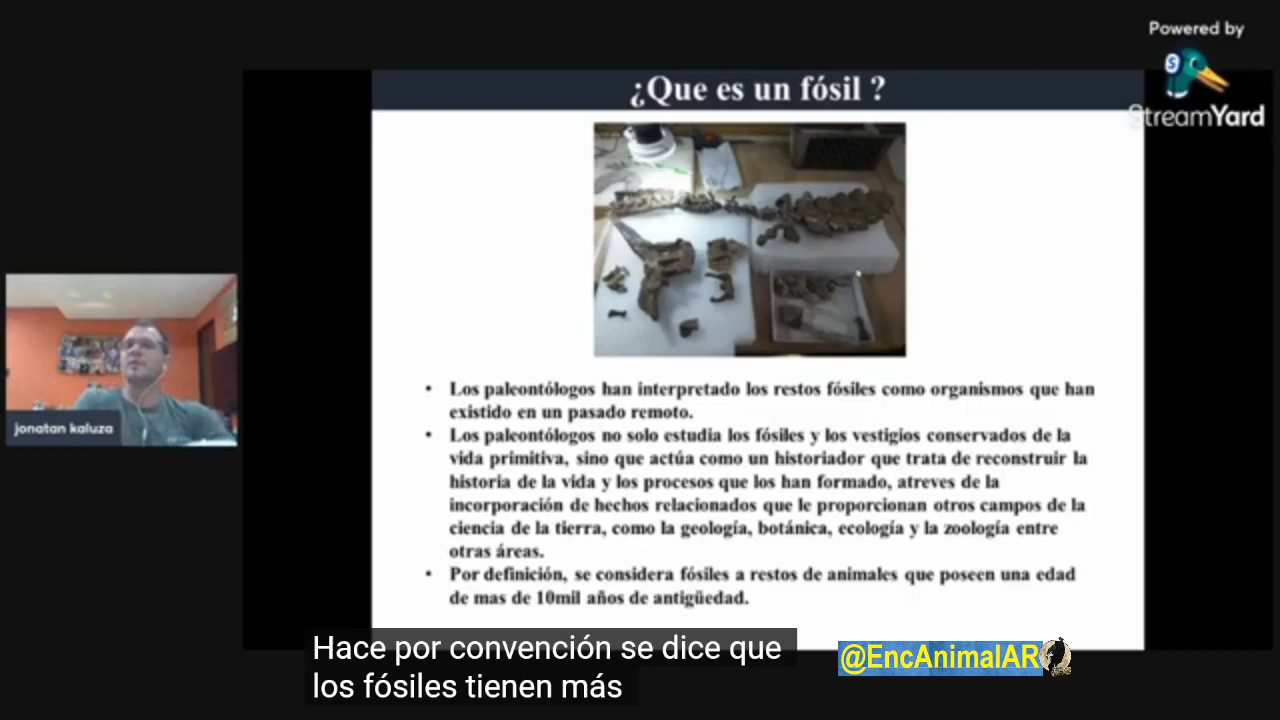 Powered by
StreamYard
¿Que es un fósil ?
jonatan kaluza
• Los paleontólogos han interpretado los restos fósiles como organismos que han
existido en un pasado remoto.
• Los paleontólogos no solo estudia los fósiles y los vestigios conservados de la
vida primitiva, sino que actúa como un historiador que trata de reconstruir la
historia de la vida y los procesos que los han formado, atreves de la
incorporación de hechos relacionados que le proporcionan otros campos de la
ciencia de la tierra, como la geología, botánica, ecología y la zoología entre
otras áreas.
• Por definición, se considera fósiles a restos de animales que poseen una edad
de mas de 10mil años de antigüedad.
Hace por convención se dice que
los fósiles tienen más
@EncAnimalAR